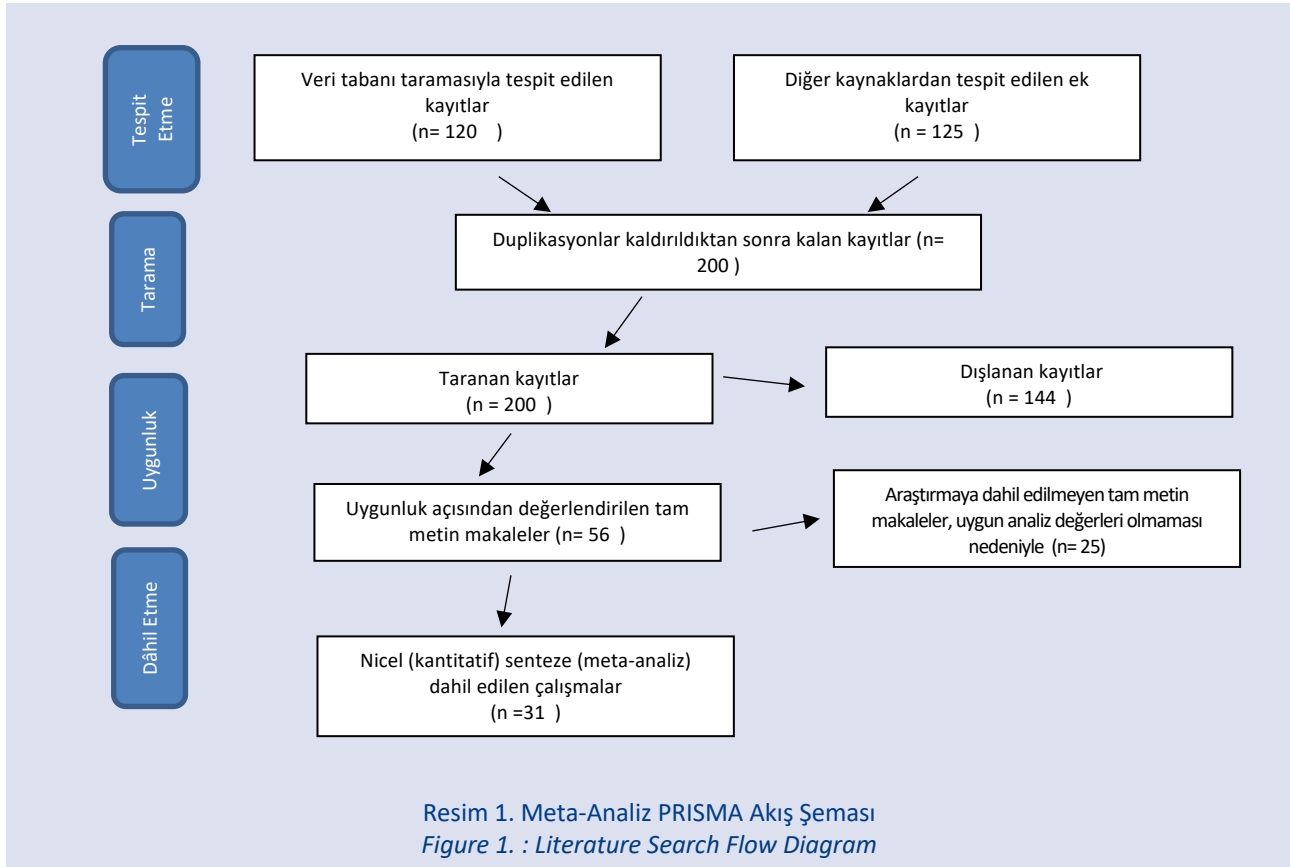 Tespit
Etme
Veri tabanı taramasıyla tespit edilen
kayıtlar
(n= 120 )
Diğer kaynaklardan tespit edilen ek
kayıtlar
(n = 125 )
Tarama
Duplikasyonlar kaldırıldıktan sonra kalan kayıtlar (n=
200 )
Taranan kayıtlar
(n = 200 )
Dışlanan kayıtlar
(n = 144 )
Uygunluk
Uygunluk açısından değerlendirilen tam
metin makaleler (n= 56 )
Araştırmaya dahil edilmeyen tam metin
makaleler, uygun analiz değerleri olmaması
nedeniyle (n= 25)
Dâhil Etme
Nicel (kantitatif) senteze (meta-analiz)
dahil edilen çalışmalar
(n =31 )
Resim 1. Meta-Analiz PRISMA Akış Şeması
Figure 1. : Literature Search Flow Diagram